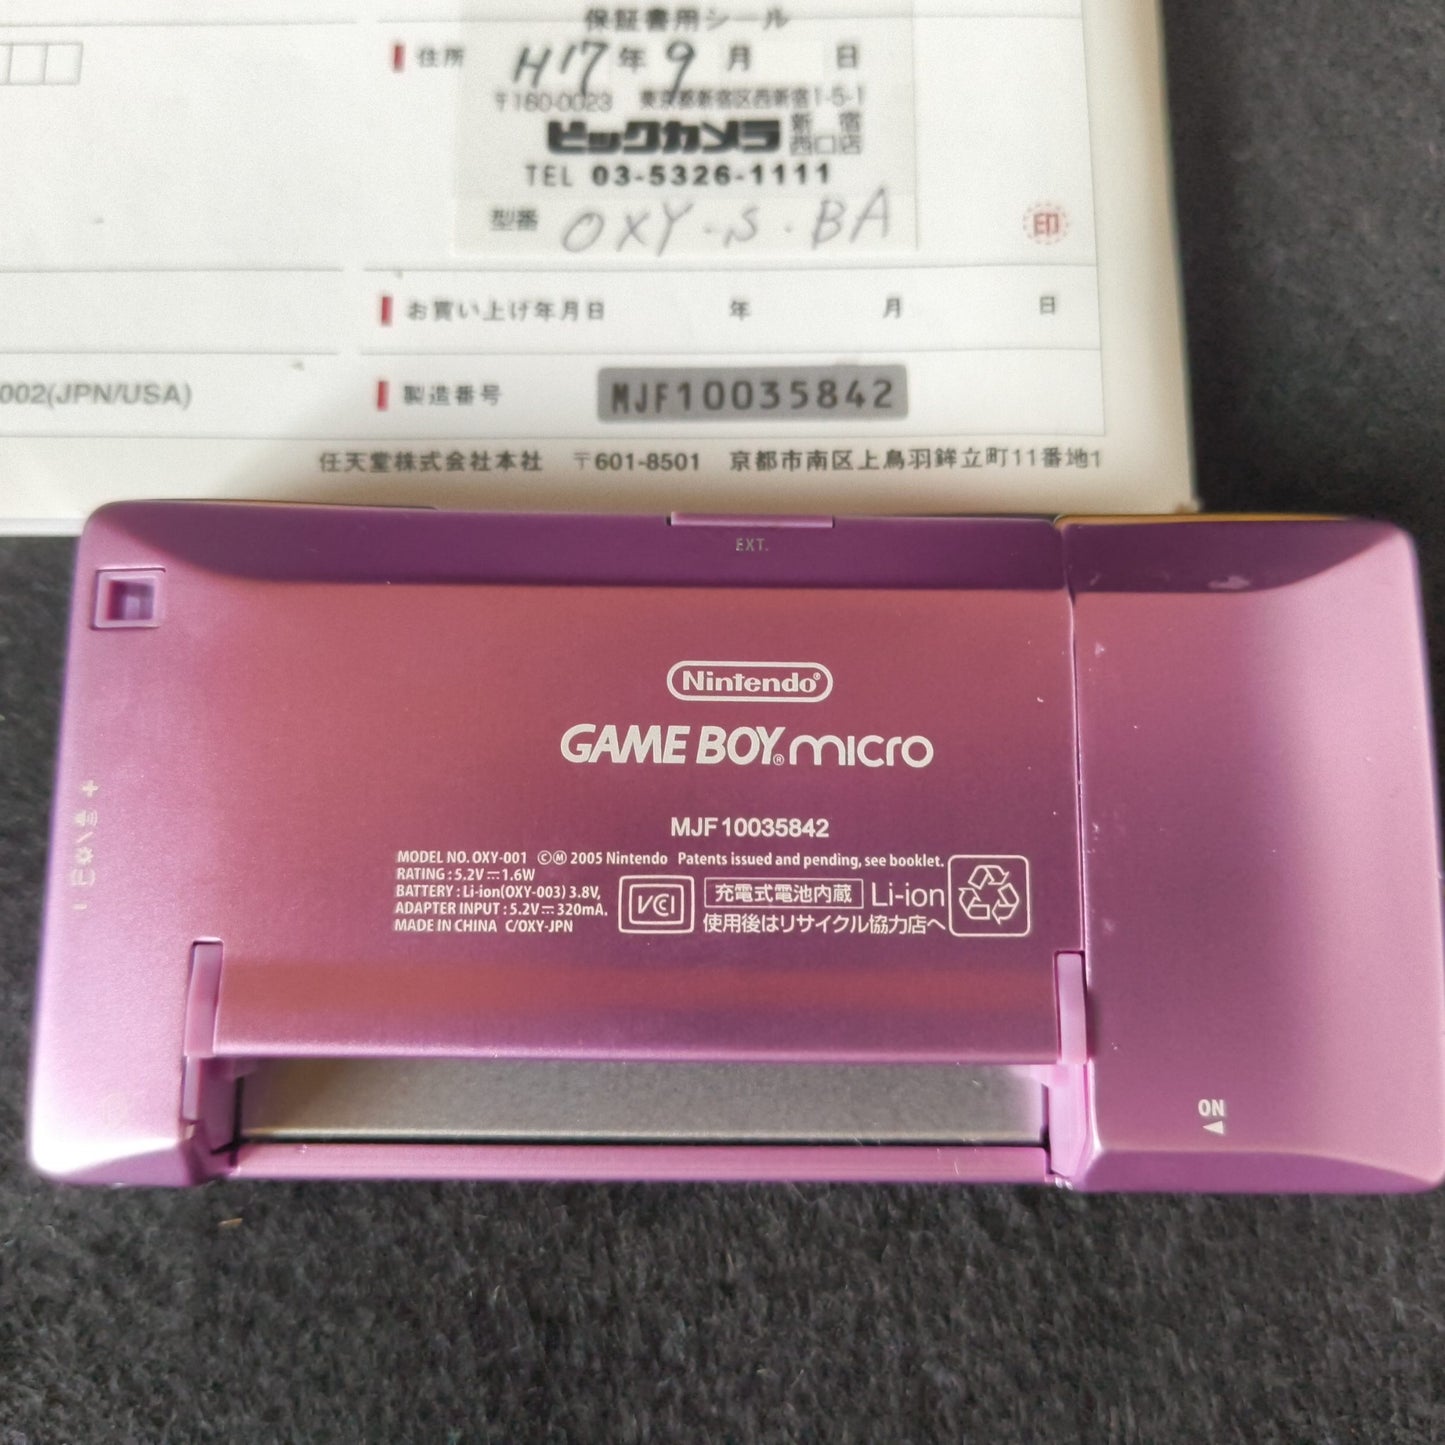 保証書用シール
住所
H17年9月 日
〒160-0023 東京都新宿区西新宿1-5-1
ビックカメラ 新宿西口店
TEL 03-5326-1111
型番 OXY-S-BA
印
お買い上げ年月日 年 月 日
002(JPN/USA)
製造番号 MJF10035842
任天堂株式会社本社 〒601-8501 京都市南区上鳥羽鉾立町11番地1
EXT.
Nintendo®
GAME BOY® micro
MJF10035842
MODEL NO. OXY-001 ©Ⓜ 2005 Nintendo Patents issued and pending, see booklet.
RATING : 5.2V⎓1.6W
BATTERY : Li-ion(OXY-003) 3.8V,
ADAPTER INPUT : 5.2V⎓320mA.
MADE IN CHINA C/OXY-JPN
VCCI
充電式電池内蔵 Li-ion
使用後はリサイクル協力店へ
ON